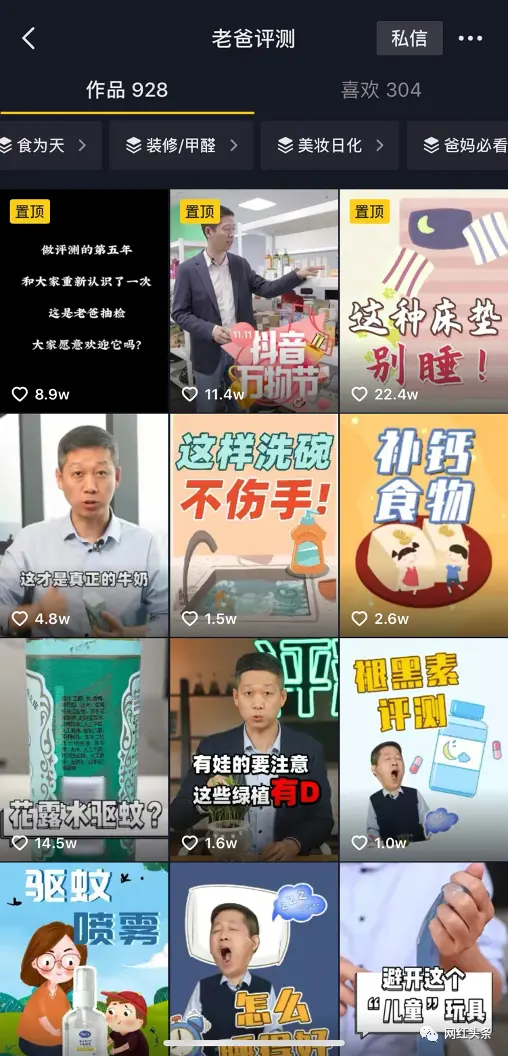 老爸评测
私信
作品 928
喜欢 304
食为天
装修/甲醛
美妆日化
爸妈必看
置顶
做评测的第五年
和大家重新认识了一次
这是老爸抽检
大家愿意欢迎它吗?
8.9w
置顶
11.11
抖音
万物节
11.4w
置顶
这种床垫
别睡!
22.4w
这才是真正的牛奶
4.8w
这样洗碗
不伤手!
1.5w
补钙
食物
2.6w
花露水驱蚊?
14.5w
评测
有娃的要注意
这些绿植有D
1.6w
褪黑素
评测
1.0w
驱蚊
喷雾
ZZZ
怎么
睡得好
避开这个
“儿童”玩具
网红头条